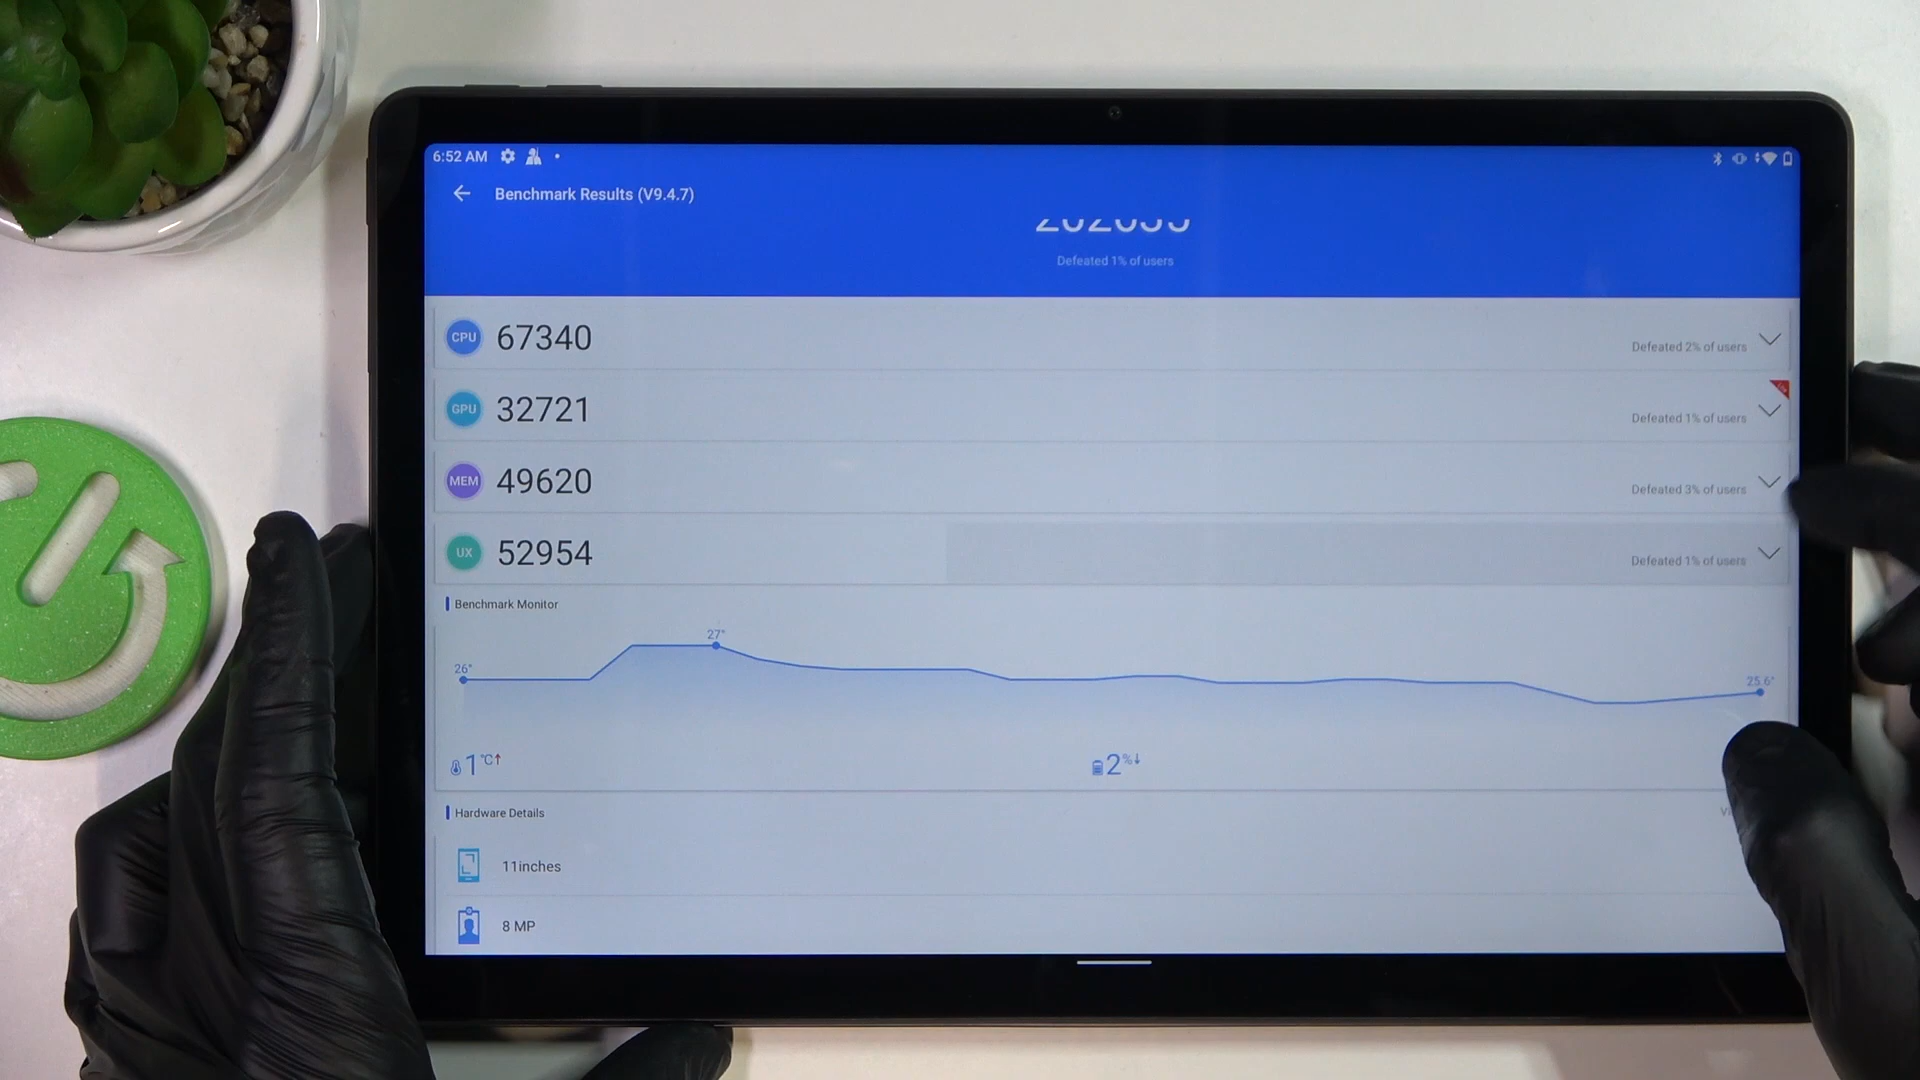 6:52 AM
Benchmark Results (V9.4.7)
Defeated 1% of users
CPU 67340 Defeated 2% of users
GPU 32721 Defeated 1% of users
MEM 49620 Defeated 3% of users
UX 52954 Defeated 1% of users
Benchmark Monitor
27°
26°
25.6°
1°C↑ 2%↓
Hardware Details
11inches
8 MP